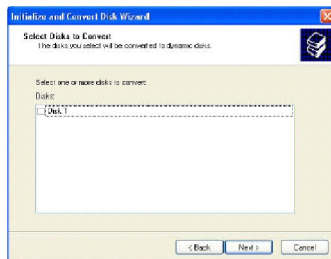 Initialize and Convert Disk Wizard
Select Disks to Convert
The disks you select will be converted to dynamic disks.
Select one or more disks to convert.
Disks:
Disk 1
< Back
Next >
Cancel